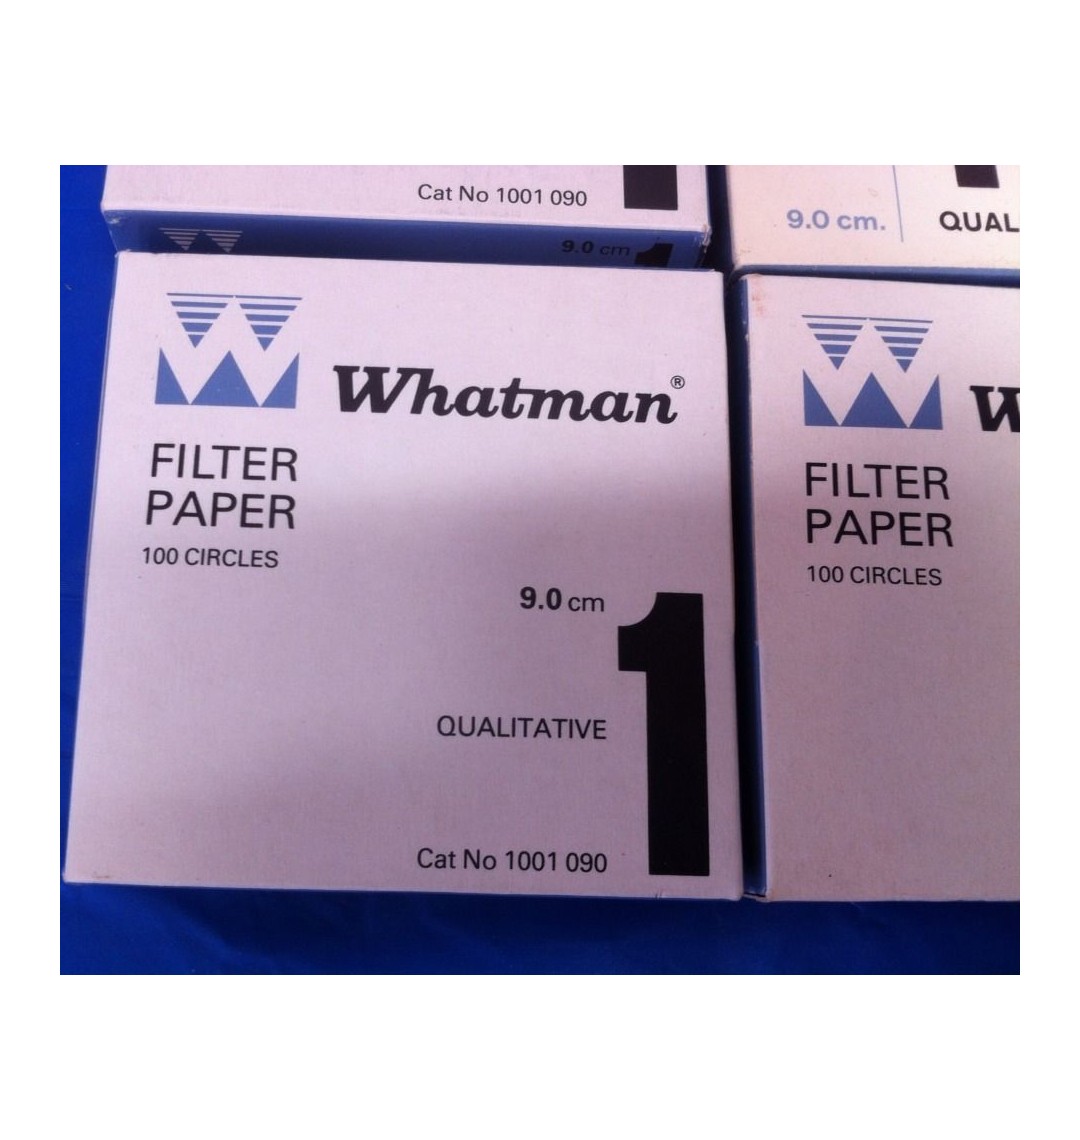 Cat No 1001 090
9.0 cm 1
9.0 cm.
QUAL
Whatman®
FILTER
PAPER
100 CIRCLES
9.0 cm
1
QUALITATIVE
Cat No 1001 090
W
FILTER
PAPER
100 CIRCLES